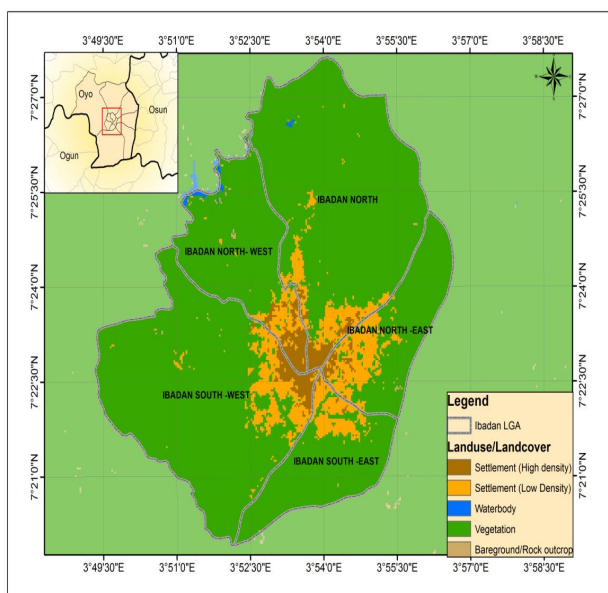 3°49'30"E 3°51'0"E 3°52'30"E 3°54'0"E 3°55'30"E 3°57'0"E 3°58'30"E
7°27'0"N 7°27'0"N
7°25'30"N 7°25'30"N
7°24'0"N 7°24'0"N
7°22'30"N 7°22'30"N
7°21'0"N 7°21'0"N
Oyo
Osun
Ogun
IBADAN NORTH
IBADAN NORTH- WEST
IBADAN NORTH -EAST
IBADAN SOUTH -WEST
IBADAN SOUTH -EAST
Legend
Ibadan LGA
Landuse/Landcover
Settlement (High density)
Settlement (Low Density)
Waterbody
Vegetation
Bareground/Rock outcrop
3°49'30"E 3°51'0"E 3°52'30"E 3°54'0"E 3°55'30"E 3°57'0"E 3°58'30"E